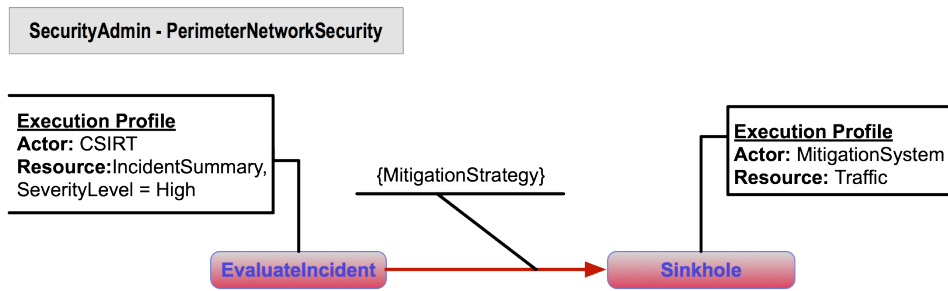 SecurityAdmin - PerimeterNetworkSecurity
Execution Profile
Actor: CSIRT
Resource:IncidentSummary,
SeverityLevel = High
{MitigationStrategy}
Execution Profile
Actor: MitigationSystem
Resource: Traffic
EvaluateIncident
Sinkhole